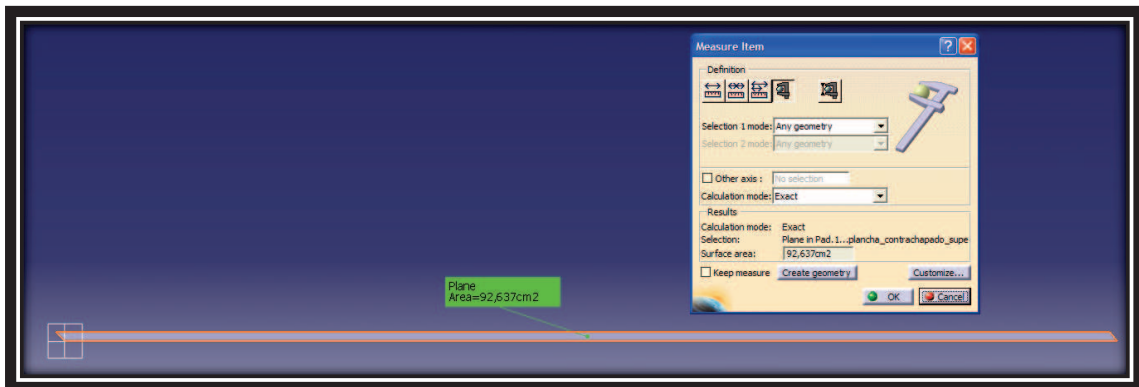 Measure Item
Definition
Selection 1 mode: Any geometry
Selection 2 mode: Any geometry
Other axis : No selection
Calculation mode: Exact
Results
Calculation mode: Exact
Selection: Plane in Pad.1...plancha_contrachapado_supe
Surface area: 92,637cm2
Keep measure Create geometry Customize...
OK Cancel
Plane
Area=92,637cm2